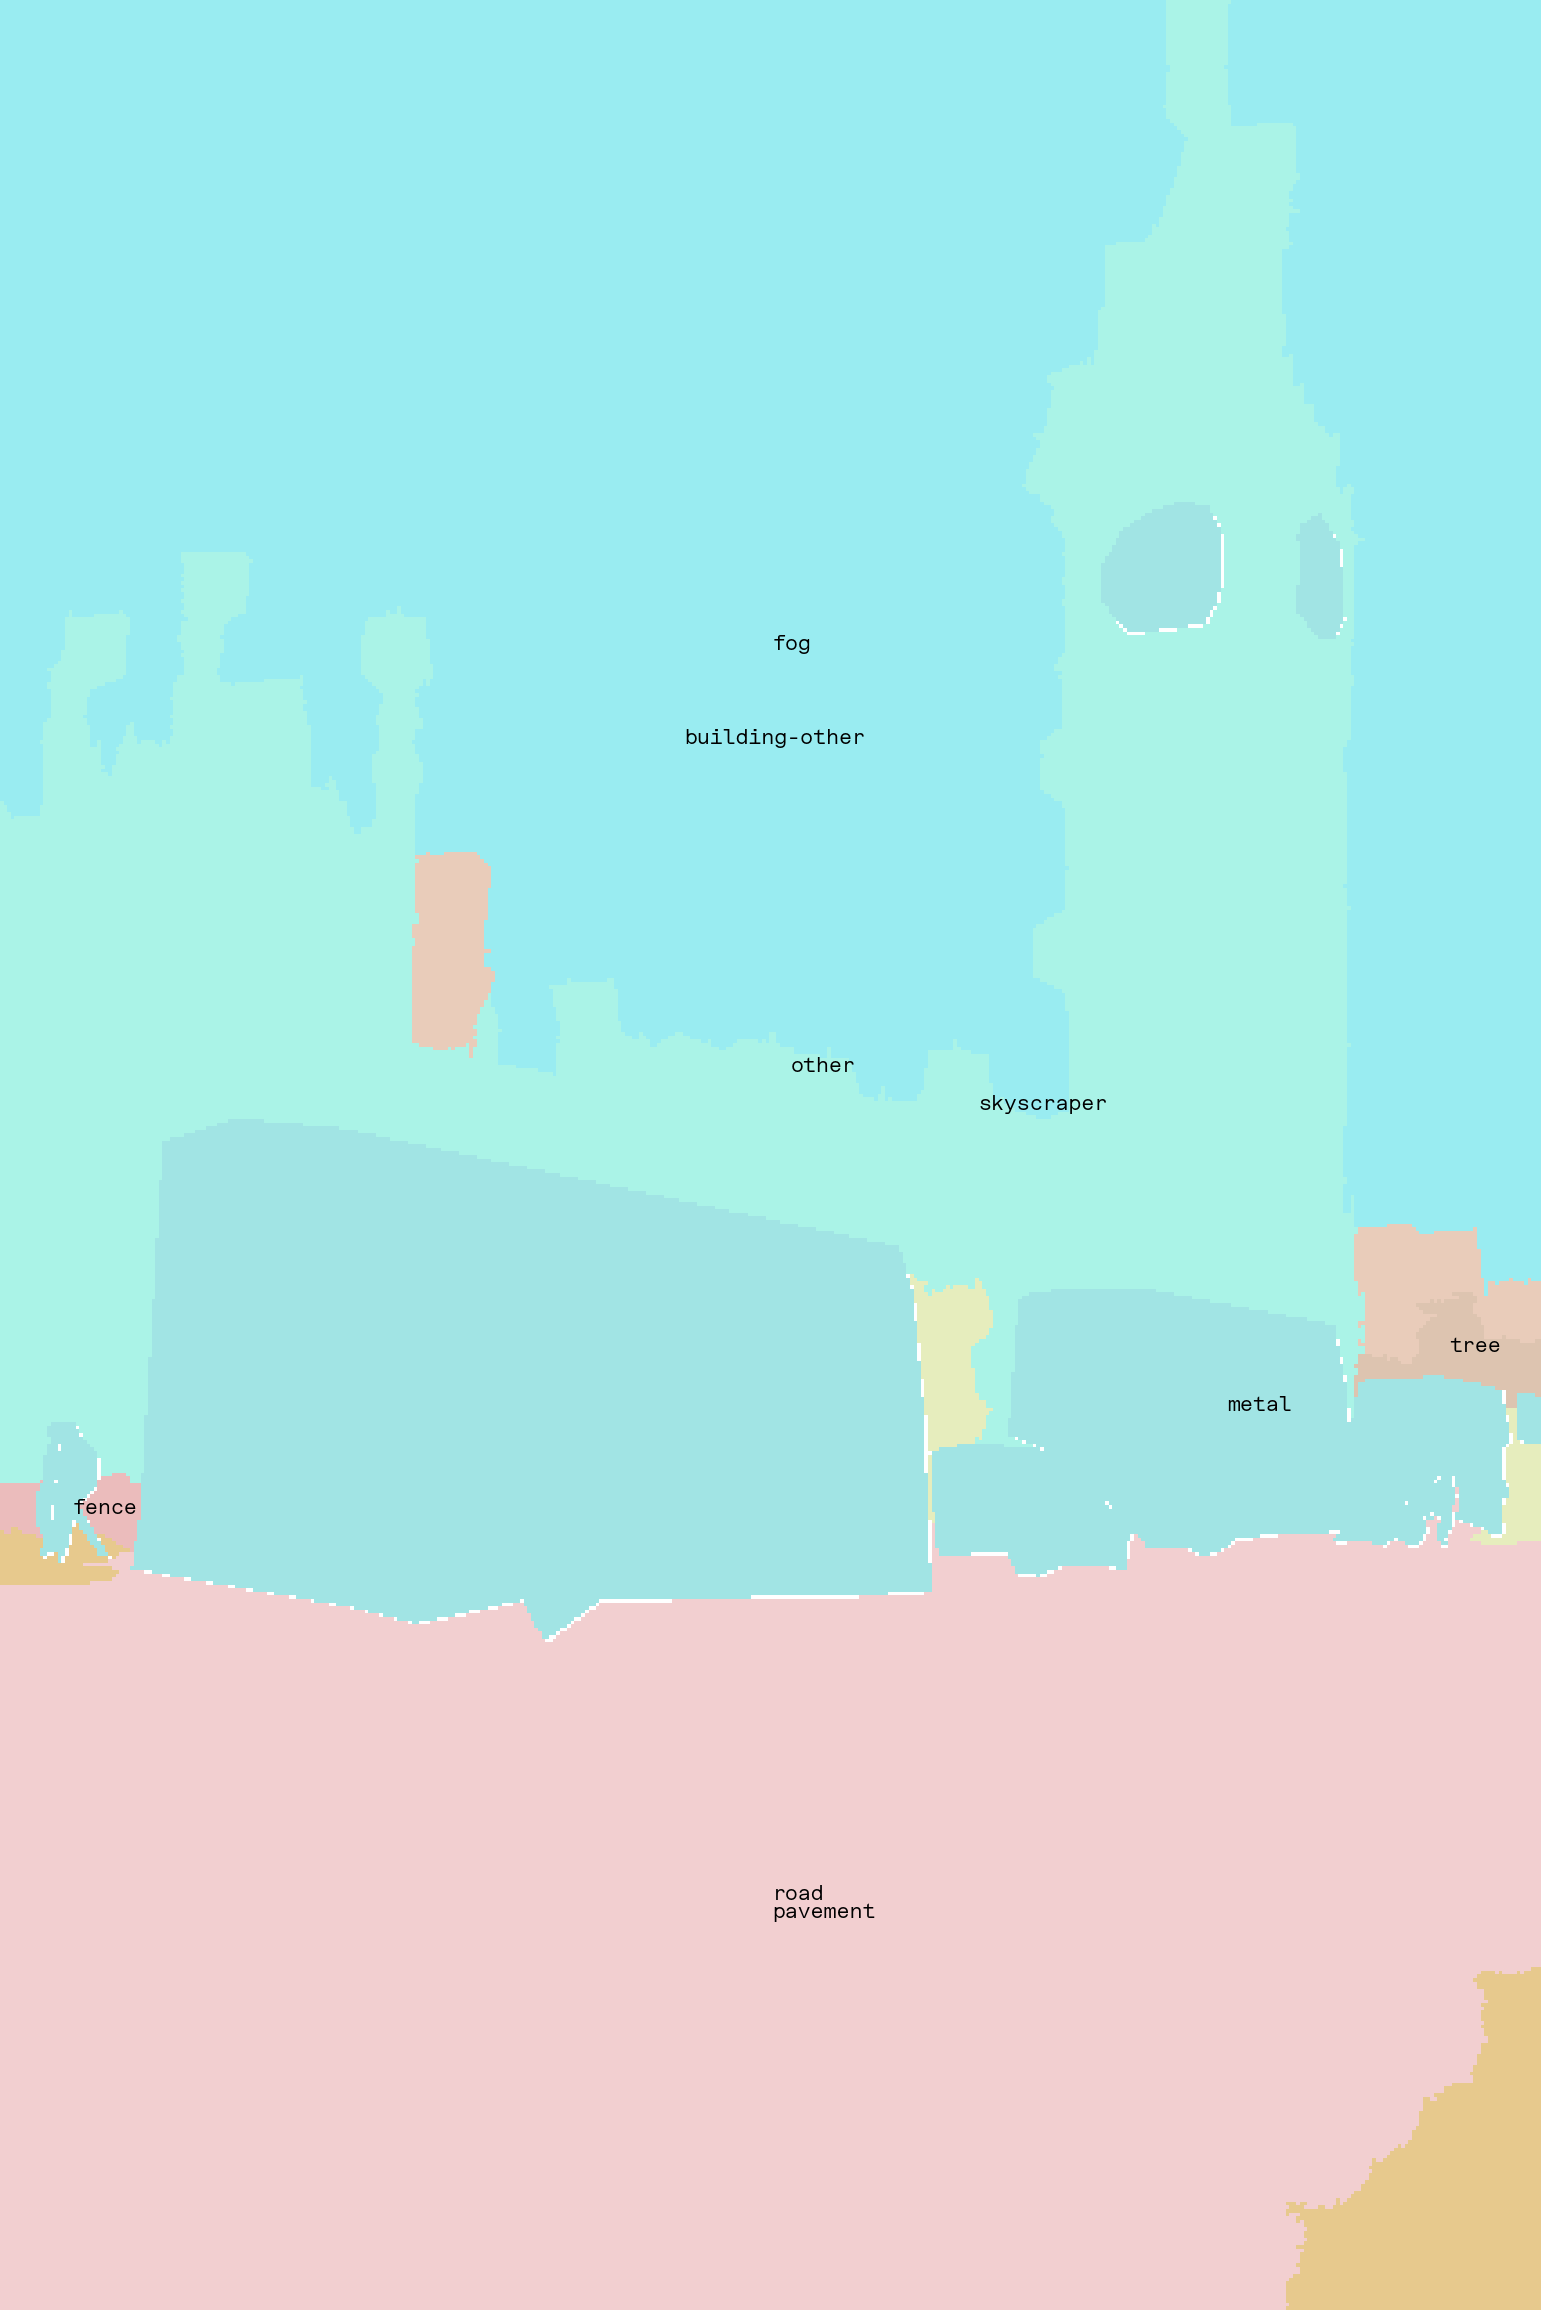 fog
building-other
other
skyscraper
tree
metal
fence
road
pavement